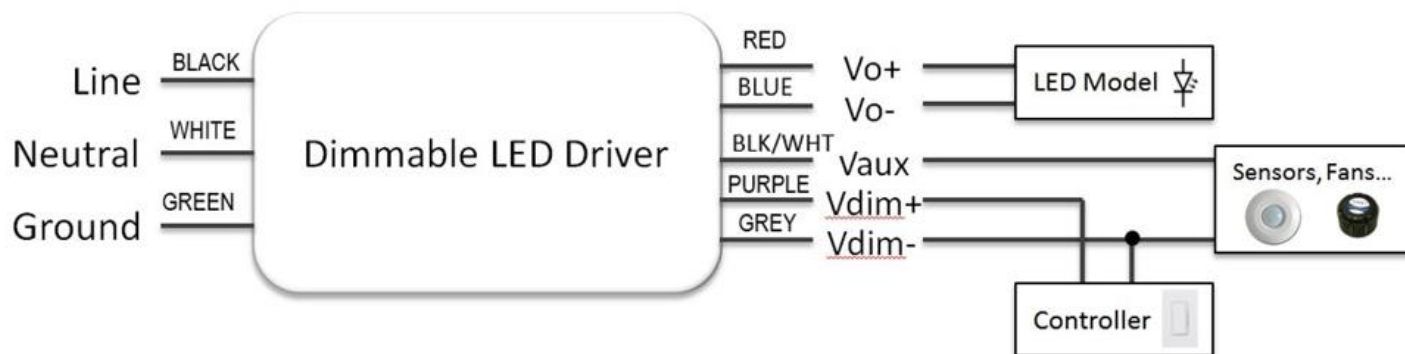 Line
BLACK
Neutral
WHITE
Ground
GREEN
Dimmable LED Driver
RED
Vo+
BLUE
Vo-
BLK/WHT
Vaux
PURPLE
Vdim+
GREY
Vdim-
LED Model
Sensors, Fans...
Controller